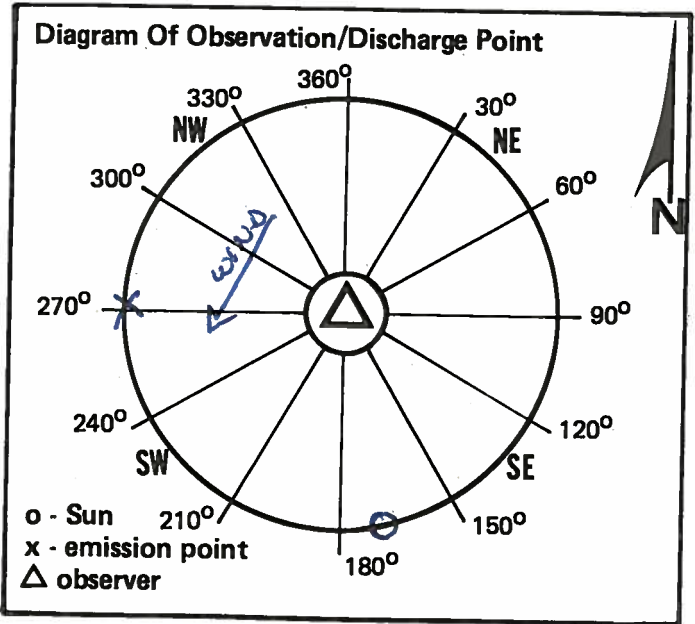 Diagram Of Observation/Discharge Point
360°
330°
30°
NW
NE
300°
60°
N
WIND
270°
X
90°
240°
120°
SW
SE
o - Sun
210°
150°
x - emission point
180°
Δ observer